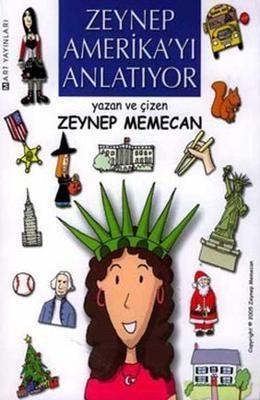 MART YAYINLARI
ZEYNEP
AMERİKA'YI
ANLATIYOR
yazan ve çizen
ZEYNEP MEMECAN
Copyright © 2005 Zeynep Memecan